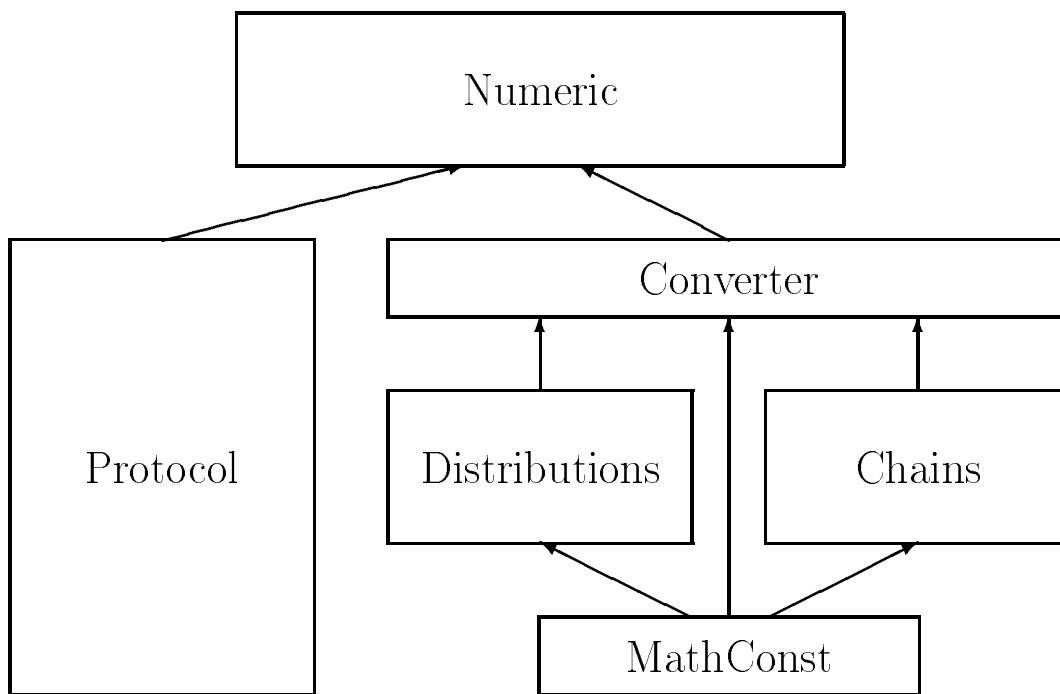 Numeric
Converter
Protocol
Distributions
Chains
MathConst